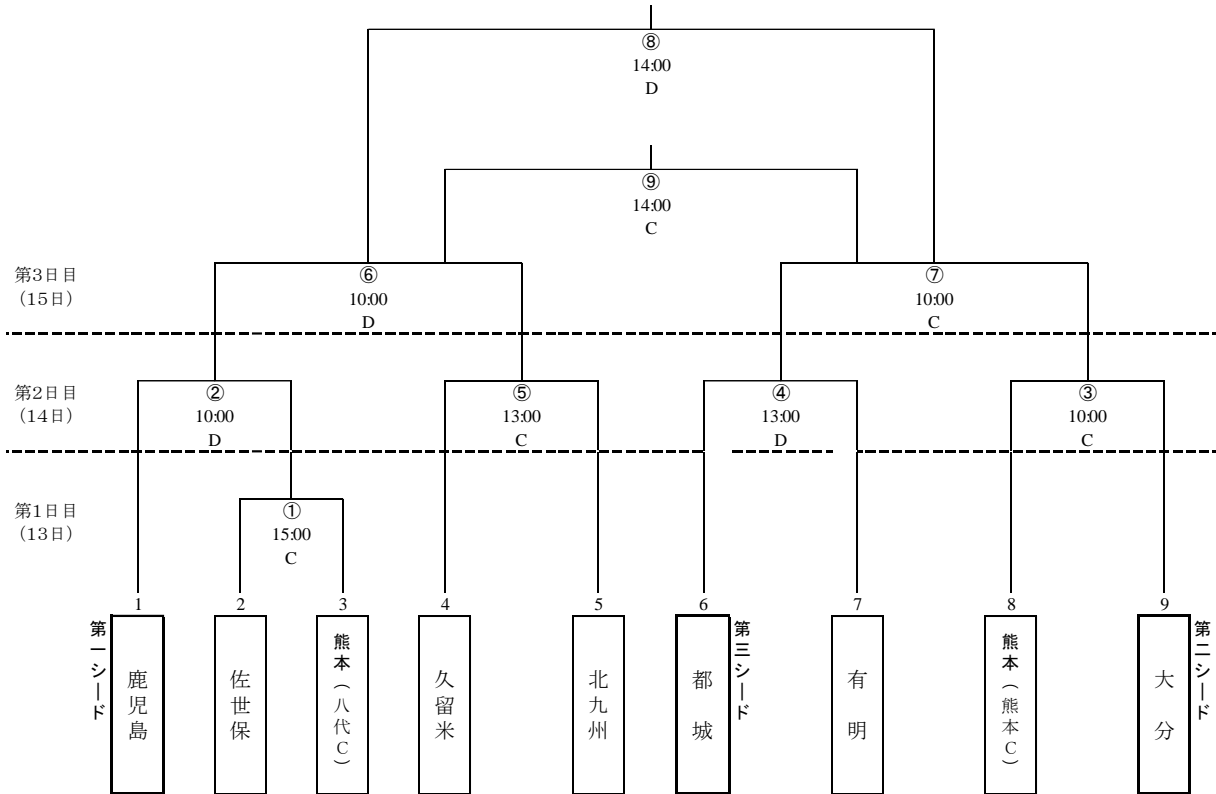 ⑧
14:00
D
⑨
14:00
C
第3日目
(15日)
⑥
10:00
D
⑦
10:00
C
第2日目
(14日)
②
10:00
D
⑤
13:00
C
④
13:00
D
③
10:00
C
第1日目
(13日)
①
15:00
C
1
2
3
4
5
6
7
8
9
第一シード
鹿児島
佐世保
熊本(八代C)
久留米
北九州
都城
第三シード
有明
熊本(熊本C)
大分
第二シード